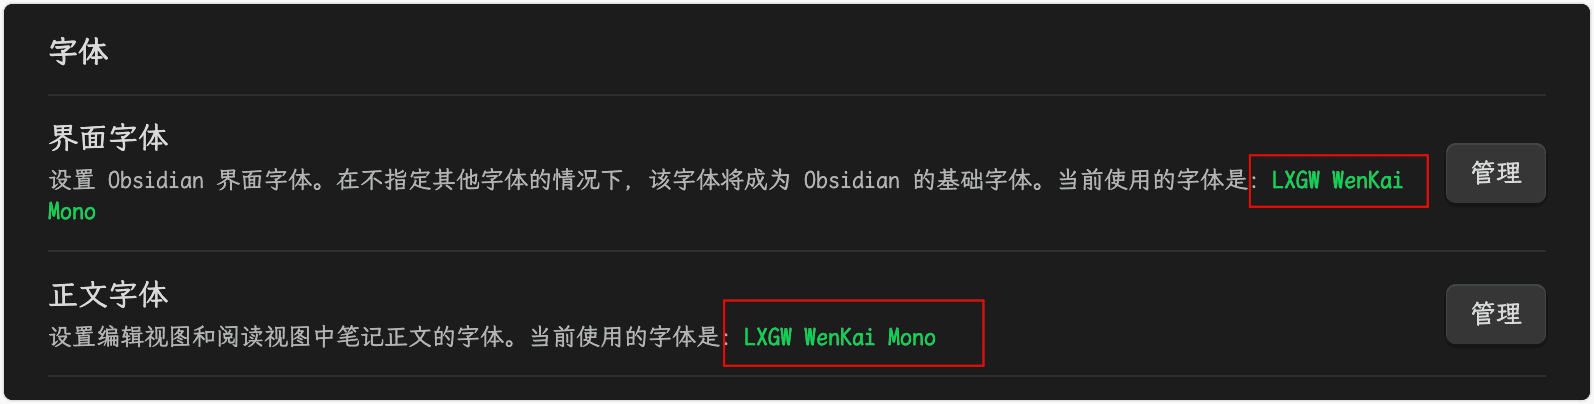 字体
界面字体
设置 Obsidian 界面字体。在不指定其他字体的情况下，该字体将成为 Obsidian 的基础字体。当前使用的字体是：LXGW WenKai
Mono
管理
正文字体
设置编辑视图和阅读视图中笔记正文的字体。当前使用的字体是：LXGW WenKai Mono
管理